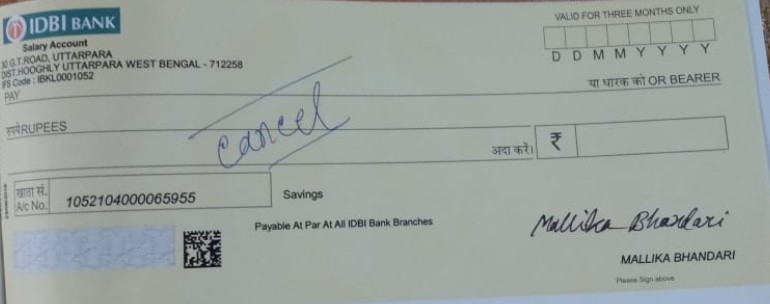 IDBI BANK
Salary Account
30 G.T.ROAD, UTTARPARA
DIST.HOOGHLY UTTARPARA WEST BENGAL - 712258
IFS Code : IBKL0001052
VALID FOR THREE MONTHS ONLY
D D M M Y Y Y Y
PAY
या धारक को OR BEARER
रुपये RUPEES
cancel
अदा करें। ₹
खाता सं.
A/c No. 1052104000065955 Savings
Payable At Par At All IDBI Bank Branches
Mallika Bhandari
MALLIKA BHANDARI
Please Sign above